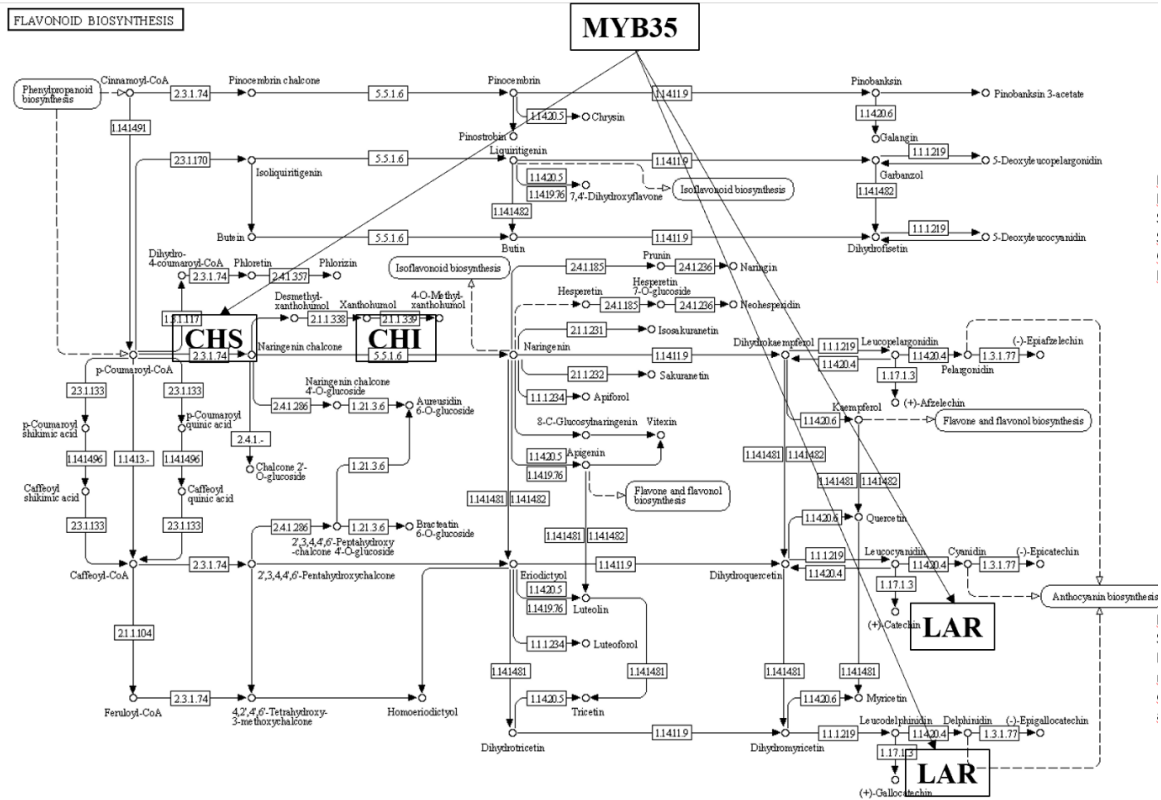 FLAVONOID BIOSYNTHESIS
MYB35
Phenylpropanoid
biosynthesis
Cinnamoyl-CoA
2.3.1.74
Pinocembrin chalcone
5.5.1.6
Pinocembrin
1.14.11.9
Pinobanksin
Pinobanksin 3-acetate
1.14.20.5
Chrysin
1.14.20.6
Galangin
1.14.14.91
Pinostrobin
Liquiritigenin
2.3.1.170
Isoliquiritigenin
5.5.1.6
1.14.11.9
1.1.1.219
5-Deoxyleucopelargonidin
Garbanzol
1.14.20.5
1.14.19.76
7,4'-Dihydroxyflavone
Isoflavonoid biosynthesis
1.14.14.82
1.14.14.82
Butein
5.5.1.6
Butin
1.14.11.9
Dihydrofisetin
1.1.1.219
5-Deoxyleucocyanidin
Dihydro-
4-coumaroyl-CoA
2.3.1.74
Phloretin
2.4.1.357
Phlorizin
Isoflavonoid biosynthesis
2.4.1.185
Prunin
2.4.1.236
Naringin
Desmethyl-
xanthohumol
2.1.1.338
Xanthohumol
2.1.1.339
4-O-Methyl-
xanthohumol
Hesperetin
2.4.1.185
Hesperetin
7-O-glucoside
2.4.1.236
Neohesperidin
1.3.1.117
CHS
CHI
2.1.1.231
Isosakuranetin
p-Coumaroyl-CoA
2.3.1.74
Naringenin chalcone
5.5.1.6
Naringenin
1.14.11.9
Dihydrokaempferol
1.1.1.219
1.14.20.4
Leucopelargonidin
1.14.20.4
Pelargonidin
1.3.1.77
(-)-Epiafzelechin
2.1.1.232
Sakuranetin
1.17.1.3
(+)-Afzelechin
2.3.1.133
2.3.1.133
Naringenin chalcone
4'-O-glucoside
2.4.1.286
1.21.3.6
Aureusidin
6-O-glucoside
1.1.1.234
Apiforol
Kaempferol
1.14.20.6
Flavone and flavonol biosynthesis
p-Coumaroyl
shikimic acid
p-Coumaroyl
quinic acid
2.4.1.-
8-C-Glucosylnaringenin
Vitexin
1.14.14.96
1.14.13.-
1.14.14.96
Chalcone 2'-
O-glucoside
1.21.3.6
1.14.20.5
1.14.19.76
Apigenin
1.14.14.81
1.14.14.82
Caffeoyl
shikimic acid
Caffeoyl
quinic acid
1.14.14.81
1.14.14.82
Flavone and flavonol
biosynthesis
1.14.14.81
1.14.14.82
2.3.1.133
2.3.1.133
2.4.1.286
1.21.3.6
Bracteatin
6-O-glucoside
2',3,4,4',6'-Peptahydroxy
-chalcone 4'-O-glucoside
1.14.14.81
1.14.14.82
1.14.20.6
Quercetin
Caffeoyl-CoA
2.3.1.74
2',3,4,4',6'-Pentahydroxychalcone
Eriodictyol
1.14.11.9
Dihydroquercetin
1.1.1.219
1.14.20.4
Leucocyanidin
1.14.20.4
Cyanidin
1.3.1.77
(-)-Epicatechin
1.14.20.5
1.14.19.76
Luteolin
1.17.1.3
(+)-Catechin
LAR
Anthocyanin biosynthesis
2.1.1.104
1.1.1.234
Luteoforol
1.14.14.81
1.14.14.81
1.14.14.81
1.14.14.81
Feruloyl-CoA
2.3.1.74
4,2',4',6'-Tetrahydroxy-
3-methoxychalcone
Homoeriodictyol
1.14.20.5
Tricetin
1.14.20.6
Myricetin
Dihydrotricetin
1.14.11.9
Dihydromyricetin
1.1.1.219
Leucodelphinidin
1.14.20.4
Delphinidin
1.3.1.77
(-)-Epigallocatechin
1.17.1.3
LAR
(+)-Gallocatechin